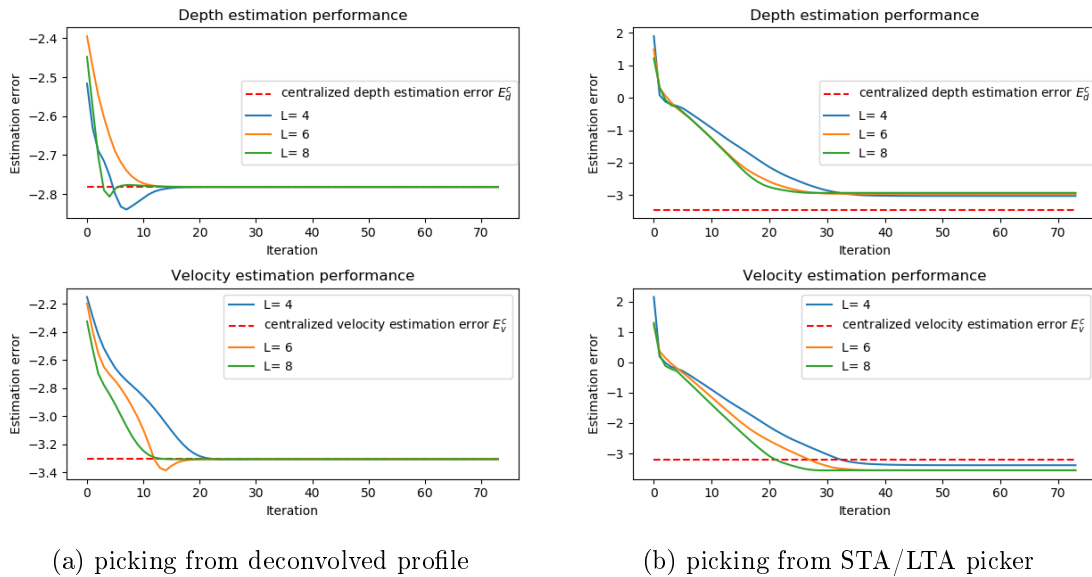 Depth estimation performance
Estimation error
−2.4
−2.5
−2.6
−2.7
−2.8
centralized depth estimation error E_d^c
L= 4
L= 6
L= 8
0 10 20 30 40 50 60 70
Iteration
Velocity estimation performance
Estimation error
−2.2
−2.4
−2.6
−2.8
−3.0
−3.2
−3.4
L= 4
centralized velocity estimation error E_v^c
L= 6
L= 8
0 10 20 30 40 50 60 70
Iteration
(a) picking from deconvolved profile
Depth estimation performance
Estimation error
2
1
0
−1
−2
−3
centralized depth estimation error E_d^c
L= 4
L= 6
L= 8
0 10 20 30 40 50 60 70
Iteration
Velocity estimation performance
Estimation error
2
1
0
−1
−2
−3
L= 4
centralized velocity estimation error E_v^c
L= 6
L= 8
0 10 20 30 40 50 60 70
Iteration
(b) picking from STA/LTA picker